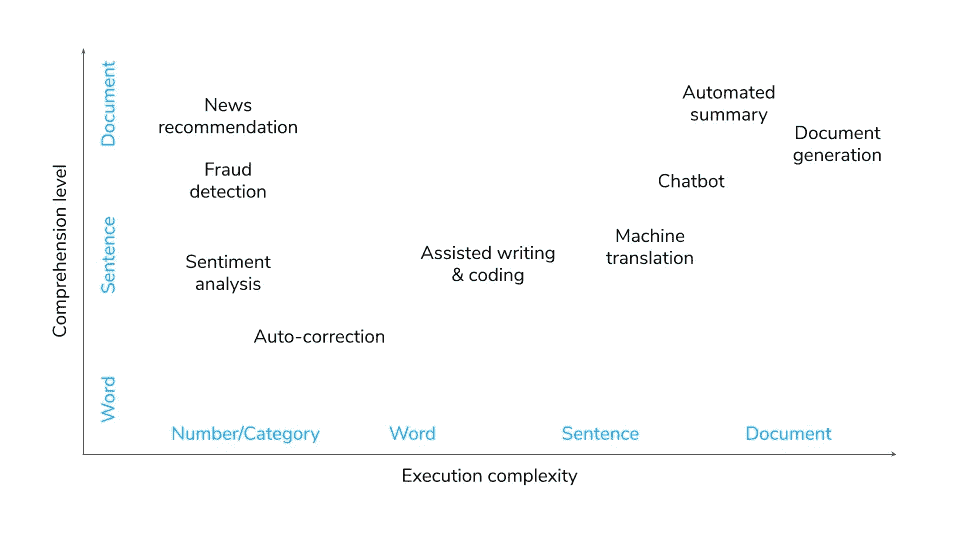 Comprehension level
Document
Sentence
Word
News
recommendation
Fraud
detection
Sentiment
analysis
Auto-correction
Assisted writing
& coding
Machine
translation
Chatbot
Automated
summary
Document
generation
Number/Category
Word
Sentence
Document
Execution complexity